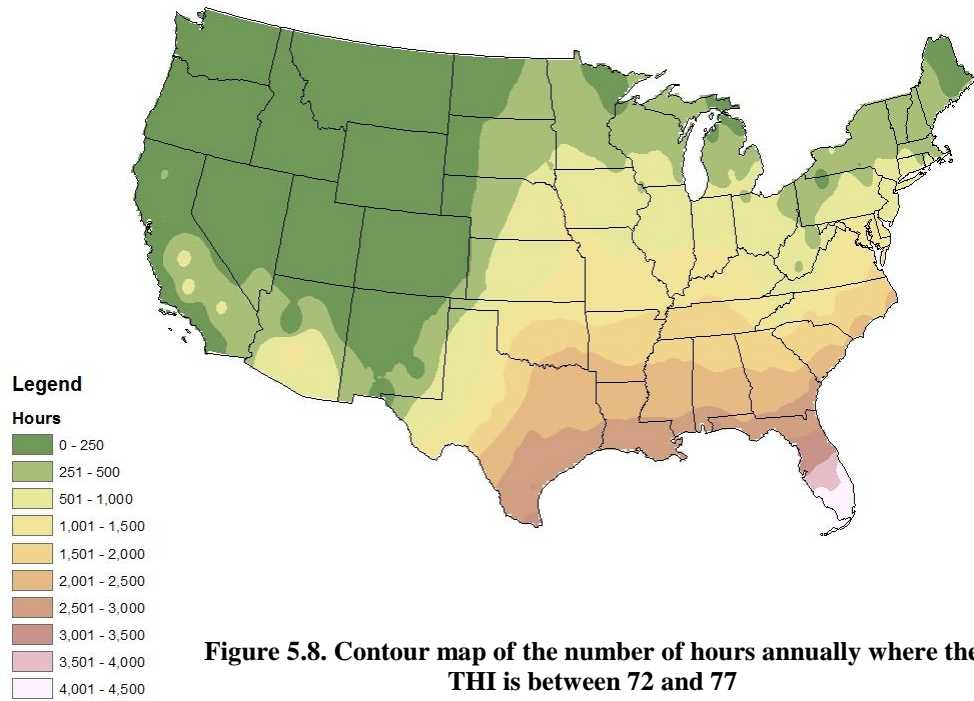 Legend
Hours
0 - 250
251 - 500
501 - 1,000
1,001 - 1,500
1,501 - 2,000
2,001 - 2,500
2,501 - 3,000
3,001 - 3,500
3,501 - 4,000
4,001 - 4,500
Figure 5.8. Contour map of the number of hours annually where the
THI is between 72 and 77